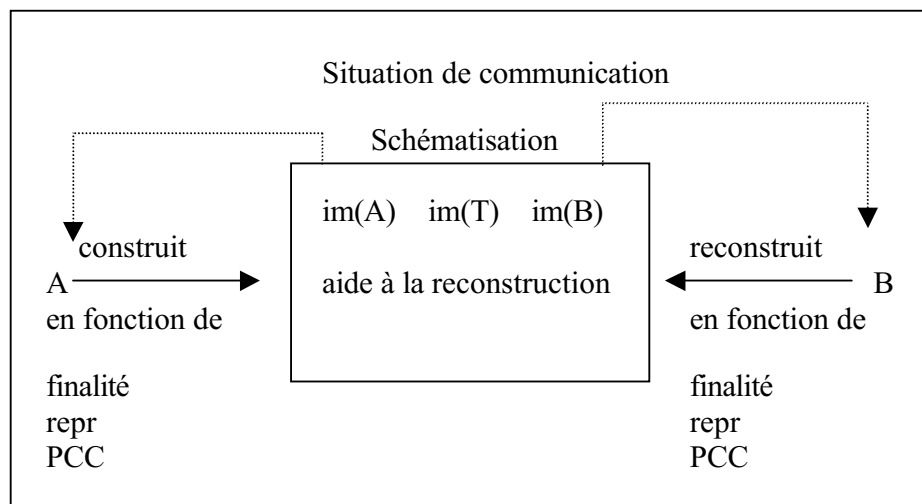 Situation de communication
Schématisation
im(A) im(T) im(B)
construit
reconstruit
A
aide à la reconstruction
B
en fonction de
en fonction de
finalité
repr
PCC
finalité
repr
PCC